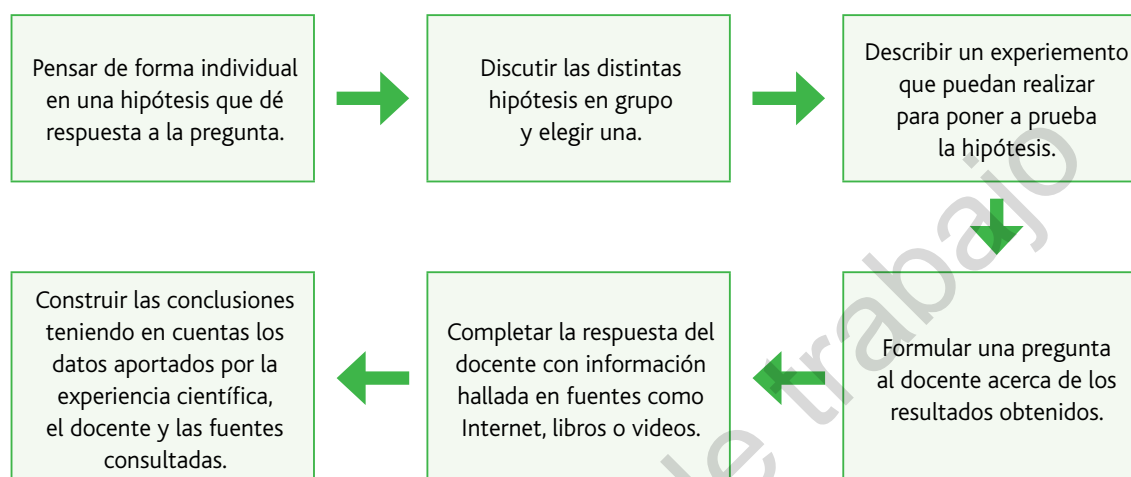 Pensar de forma individual
en una hipótesis que dé
respuesta a la pregunta.
Discutir las distintas
hipótesis en grupo
y elegir una.
Describir un experiemento
que puedan realizar
para poner a prueba
la hipótesis.
Formular una pregunta
al docente acerca de los
resultados obtenidos.
Completar la respuesta del
docente con información
hallada en fuentes como
Internet, libros o videos.
Construir las conclusiones
teniendo en cuentas los
datos aportados por la
experiencia científica,
el docente y las fuentes
consultadas.
de trabajo